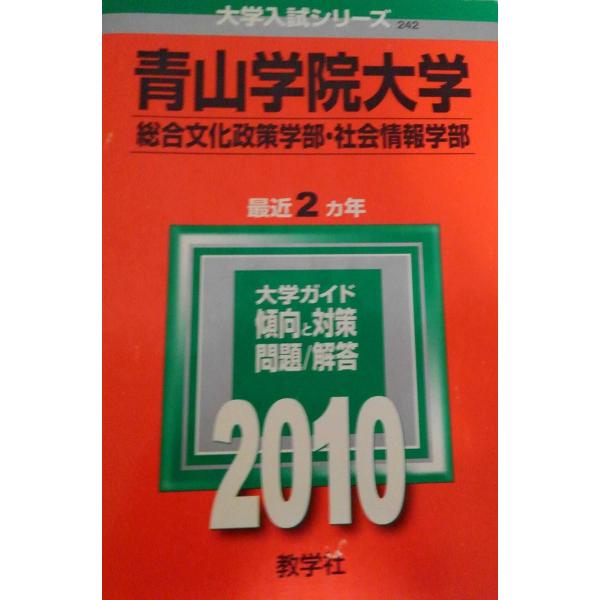 大学入試シリーズ 242
青山学院大学
総合文化政策学部・社会情報学部
最近2ヵ年
大学ガイド
傾向と対策
問題/解答
2010
教学社